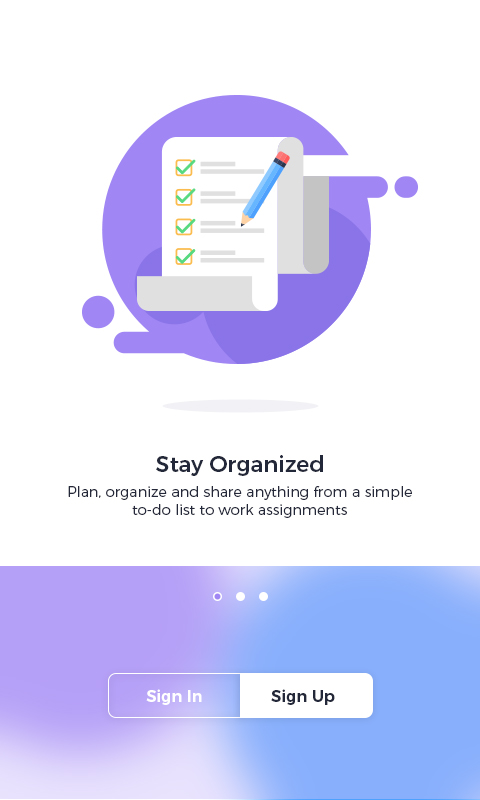 Stay Organized
Plan, organize and share anything from a simple
to-do list to work assignments
Sign In
Sign Up